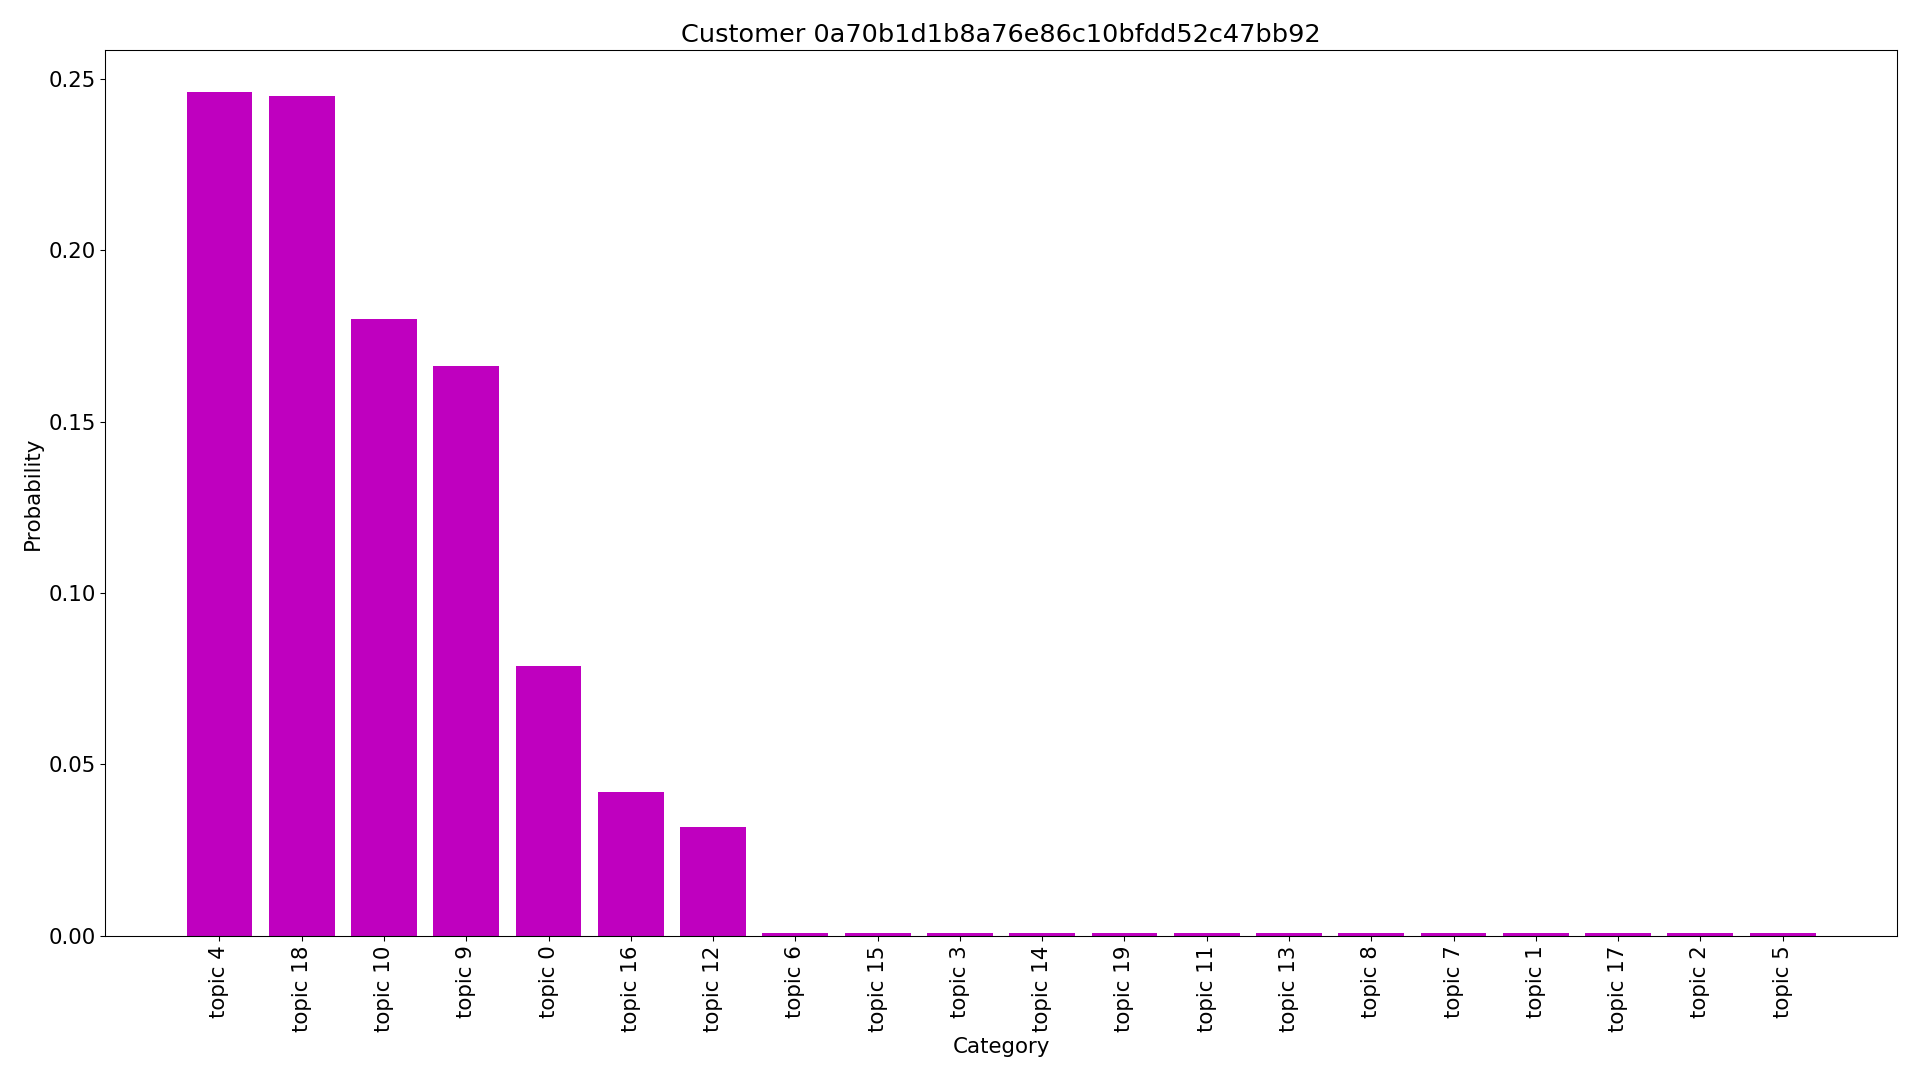 Customer 0a70b1d1b8a76e86c10bfdd52c47bb92
0.25
0.20
0.15
0.10
0.05
0.00
Probability
topic 4
topic 18
topic 10
topic 9
topic 0
topic 16
topic 12
topic 6
topic 15
topic 3
topic 14
topic 19
topic 11
topic 13
topic 8
topic 7
topic 1
topic 17
topic 2
topic 5
Category